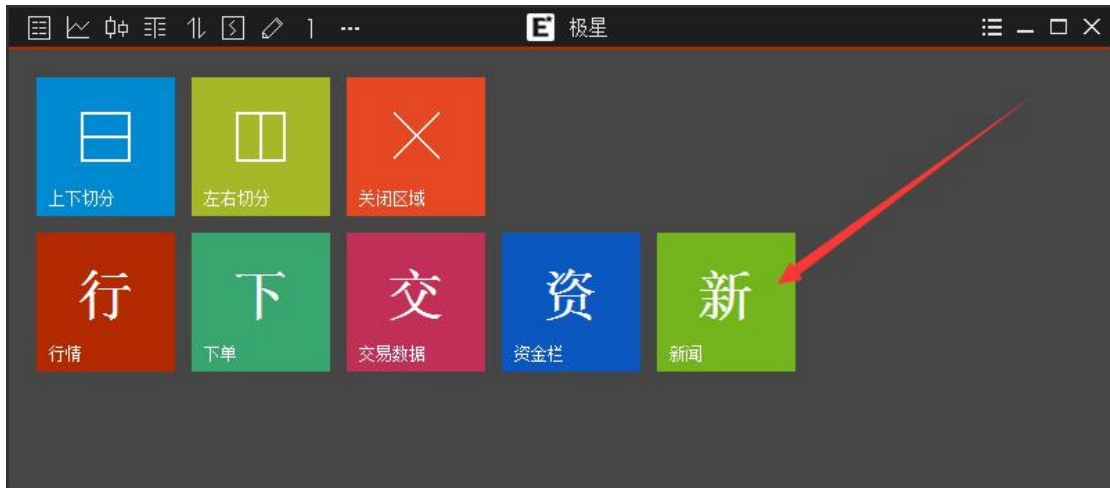 E 极星
上下切分
左右切分
关闭区域
行
行情
下
下单
交
交易数据
资
资金栏
新
新闻